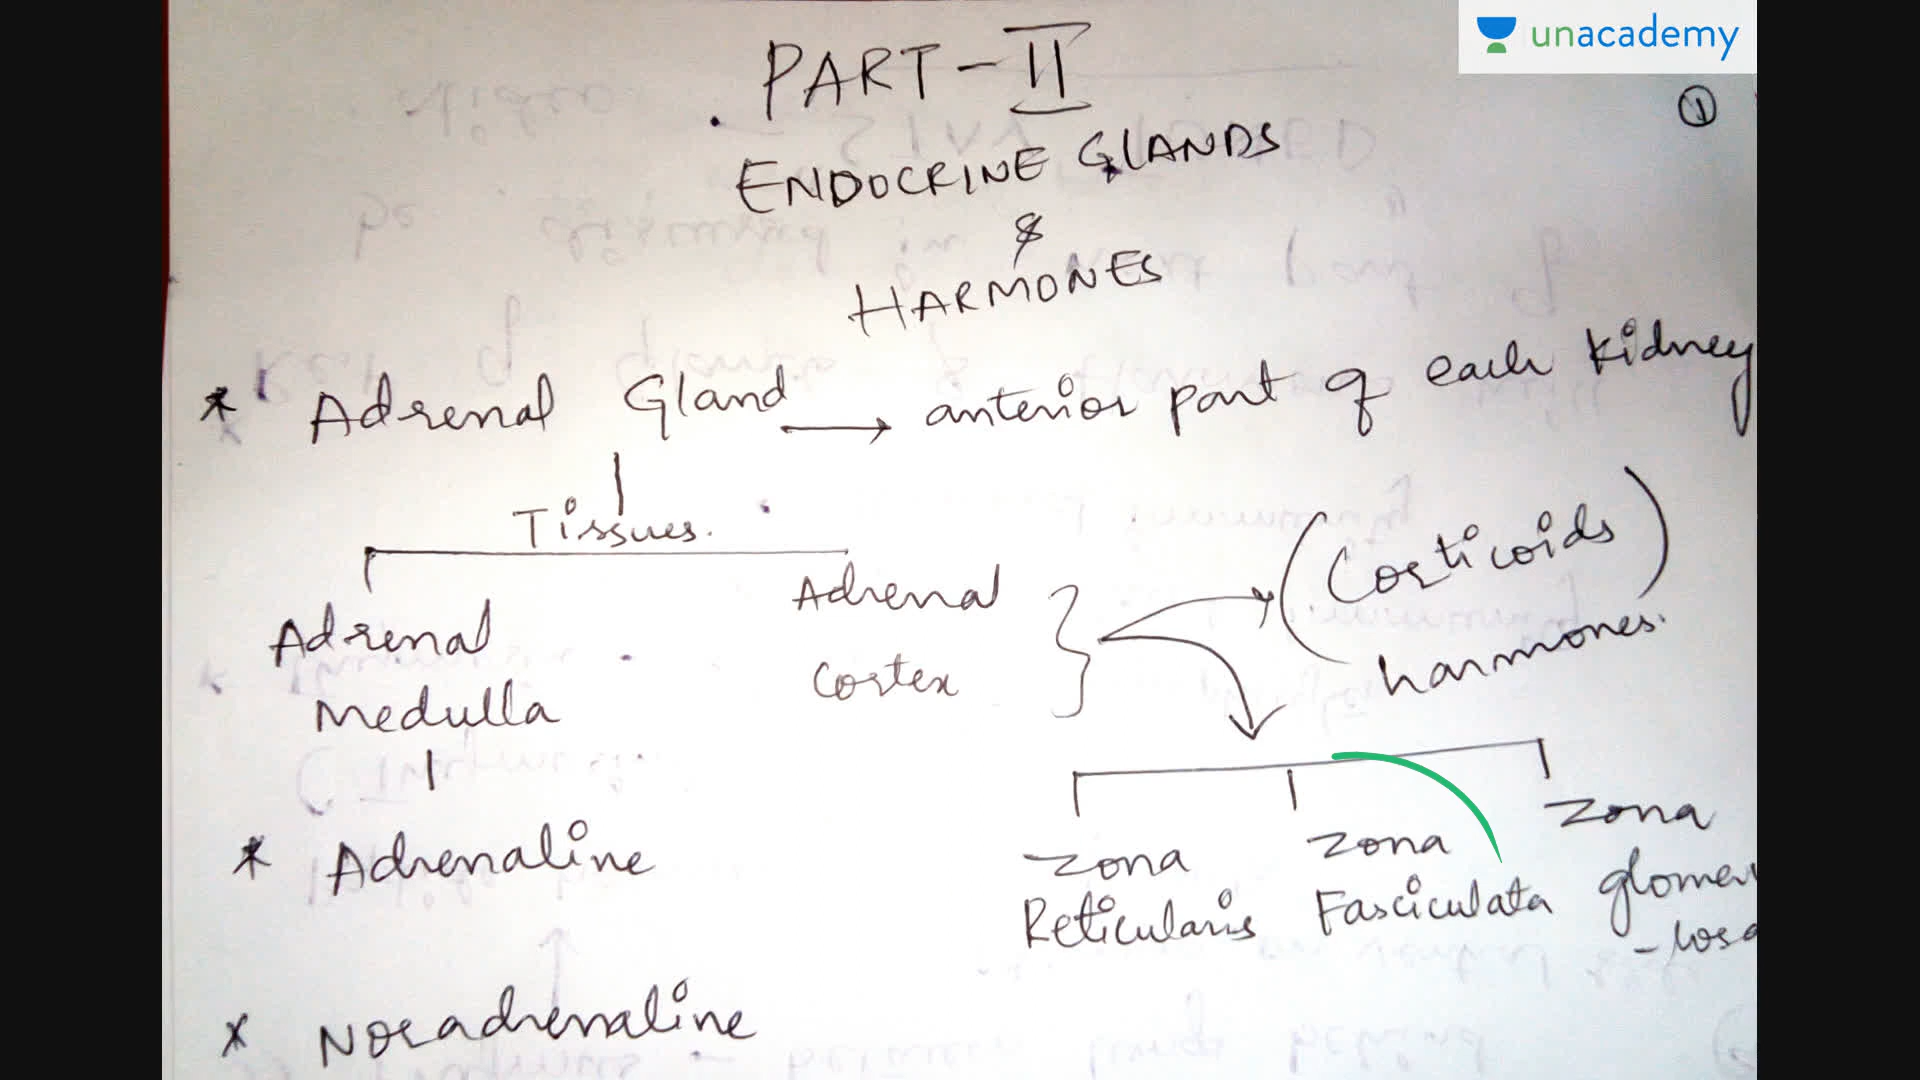 unacademy
PART-II
①
ENDOCRINE GLANDS
&
HARMONES
* Adrenal Gland → anterior part of each kidney
Tissues.
Adrenal Medulla
Adrenal Cortex
(Corticoids)
harmones.
* Adrenaline
* Noradrenaline
Zona Reticularis
Zona Fasciculata
Zona glomer
-losa